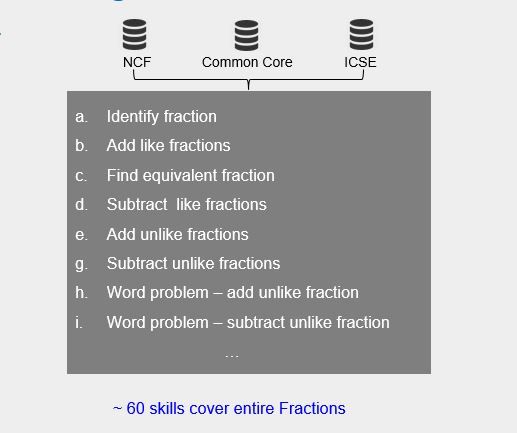 NCF Common Core ICSE
a. Identify fraction
b. Add like fractions
c. Find equivalent fraction
d. Subtract like fractions
e. Add unlike fractions
g. Subtract unlike fractions
h. Word problem – add unlike fraction
i. Word problem – subtract unlike fraction
...
~ 60 skills cover entire Fractions